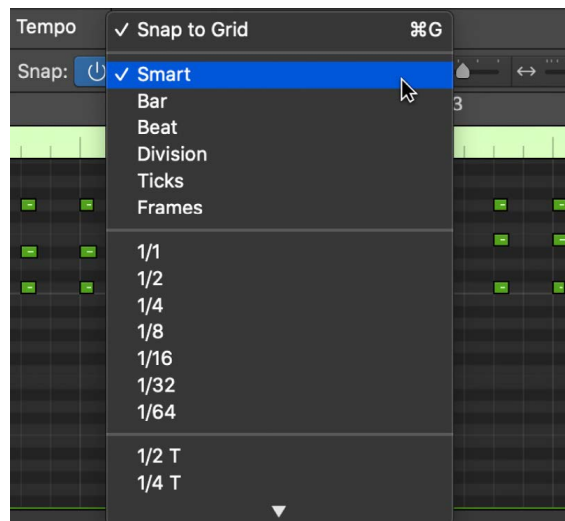 Tempo
✓ Snap to Grid ⌘G
Snap:
✓ Smart
Bar
3
Beat
Division
Ticks
Frames
1/1
1/2
1/4
1/8
1/16
1/32
1/64
1/2 T
1/4 T